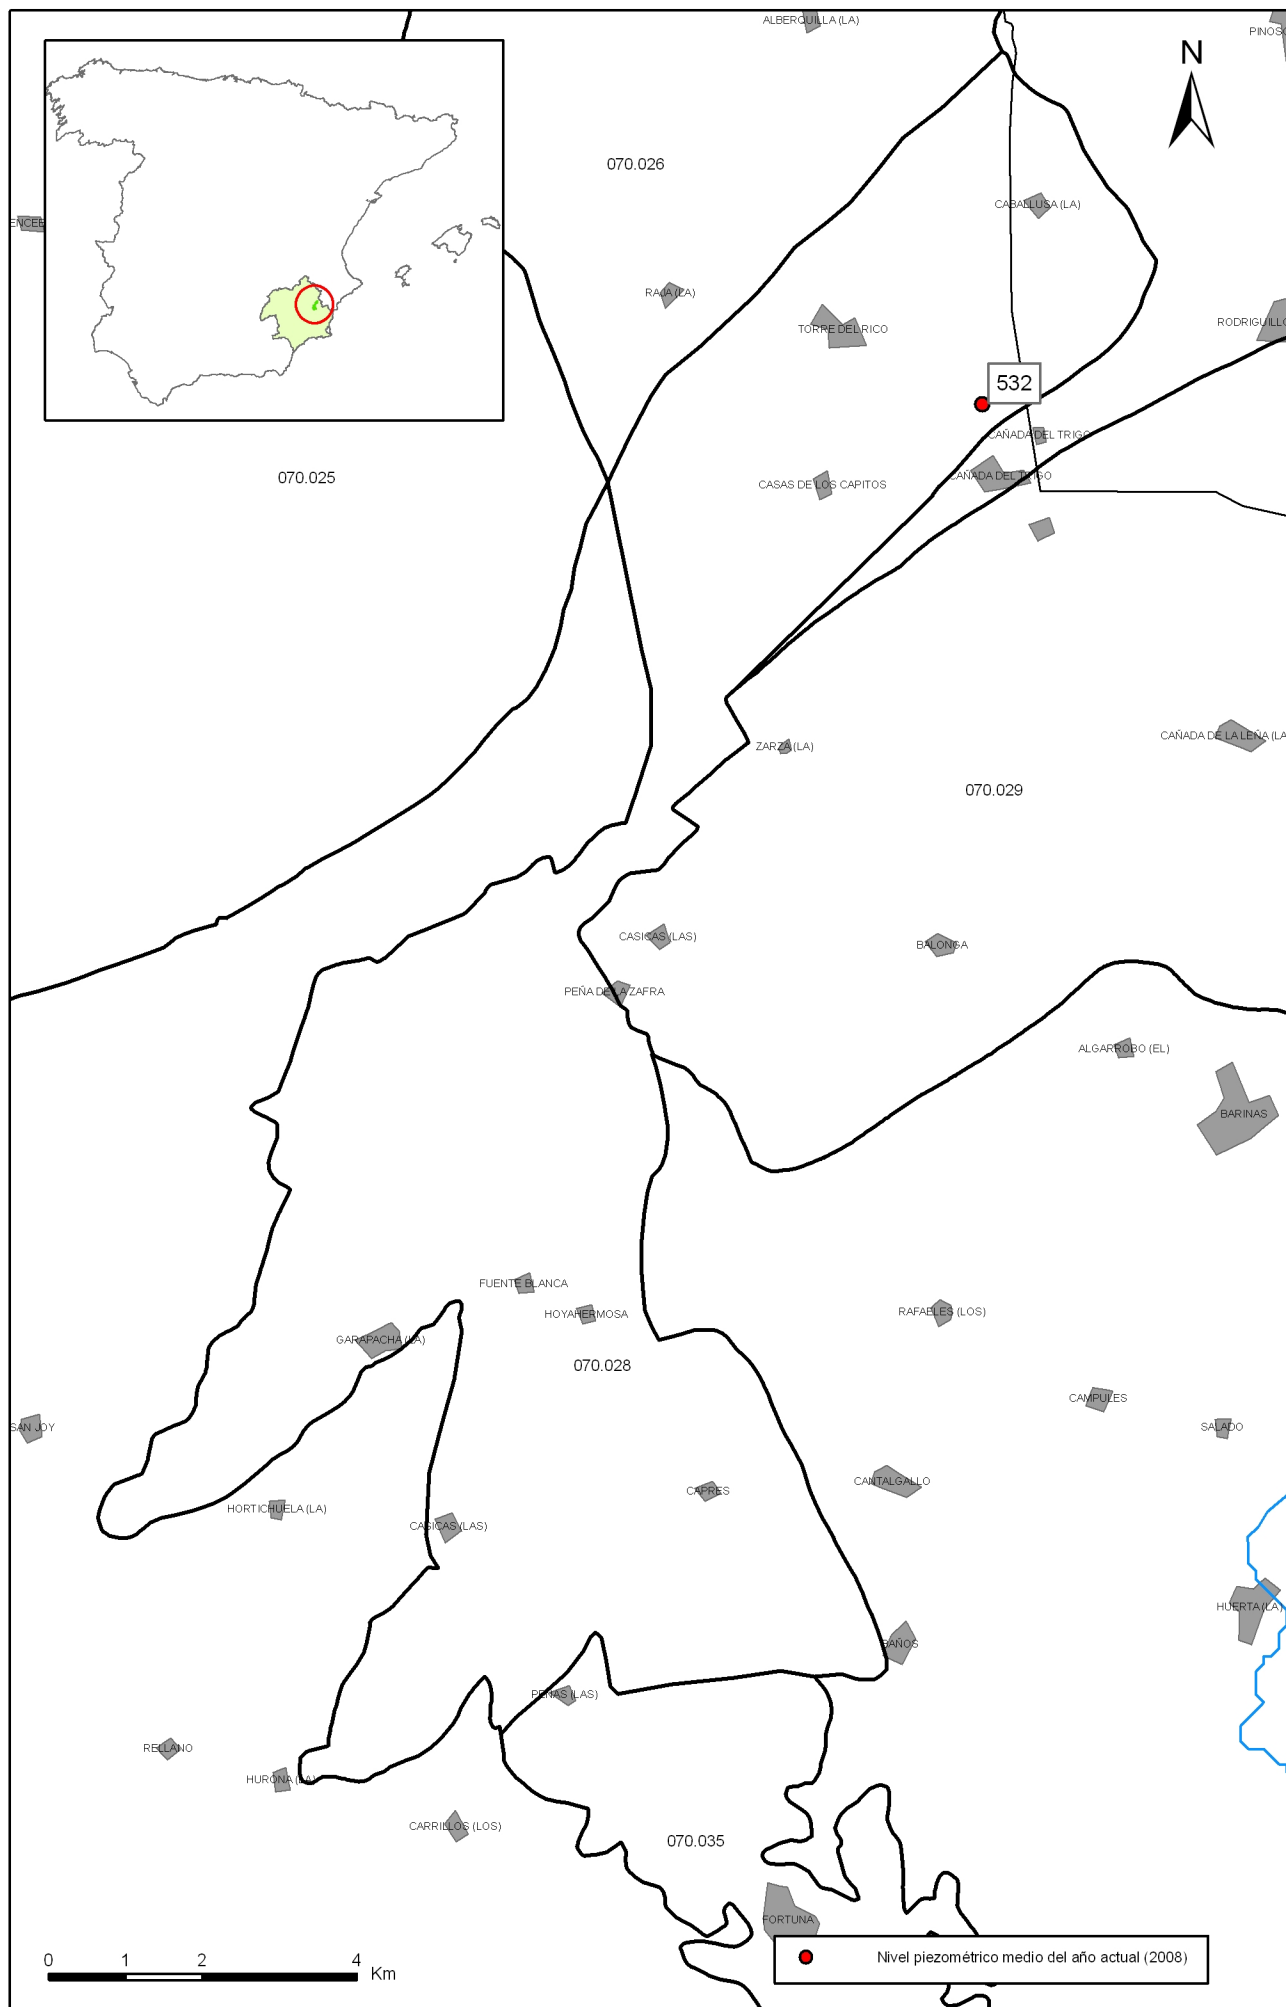 ALBERQUILLA (LA)
N
070.026
CABALLUSA (LA)
RAJA (LA)
TORRE DEL RICO
532
CAÑADA DEL TRIGO
CAÑADA DEL TRIGO
070.025
CASAS DE LOS CAPITOS
ZARZA (LA)
CAÑADA DE LA LEÑA (LA
070.029
CASICAS (LAS)
BALONGA
PEÑA DE LA ZAFRA
ALGARROBO (EL)
BARINAS
FUENTE BLANCA
HOYAHERMOSA
RAFAELES (LOS)
GARAPACHA (LA)
070.028
CAMPULES
SAN JOY
SALADO
CANTALGALLO
CAPRES
HORTICHUELA (LA)
CASICAS (LAS)
HUERTA (LA)
BAÑOS
PEÑAS (LAS)
RELLANO
HURONA (LA)
CARRILLOS (LOS)
070.035
FORTUNA
Nivel piezométrico medio del año actual (2008)
0 1 2 4
Km